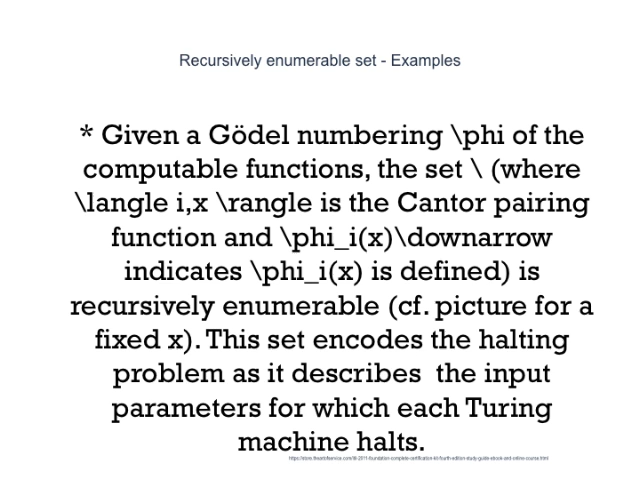 Recursively enumerable set - Examples
* Given a Gödel numbering \phi of the
computable functions, the set \ (where
\langle i,x \rangle is the Cantor pairing
function and \phi_i(x)\downarrow
indicates \phi_i(x) is defined) is
recursively enumerable (cf. picture for a
fixed x). This set encodes the halting
problem as it describes  the input
parameters for which each Turing
machine halts.